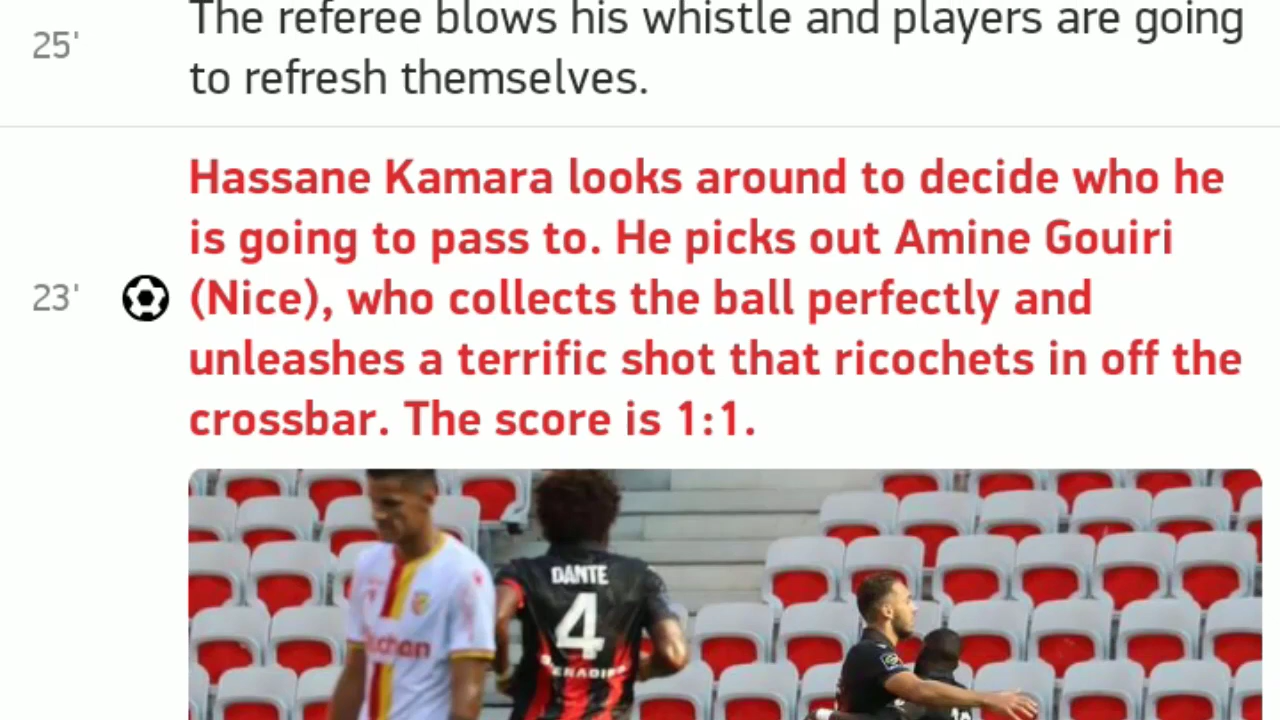 The referee blows his whistle and players are going
25'
to refresh themselves.
Hassane Kamara looks around to decide who he
is going to pass to. He picks out Amine Gouiri
23'
(Nice), who collects the ball perfectly and
unleashes a terrific shot that ricochets in off the
crossbar. The score is 1:1.
DANTE
4